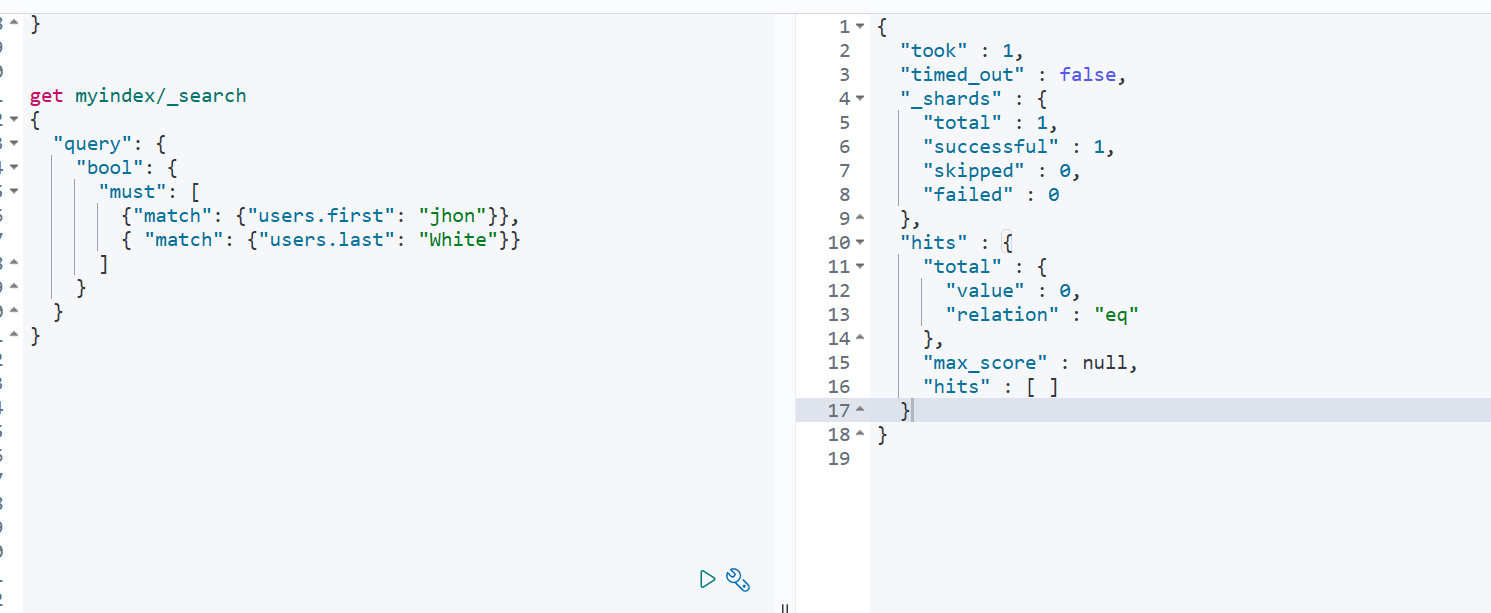 }
get myindex/_search
{
  "query": {
    "bool": {
      "must": [
        {"match": {"users.first": "jhon"}},
        { "match": {"users.last": "White"}}
      ]
    }
  }
}
1 {
2   "took" : 1,
3   "timed_out" : false,
4   "_shards" : {
5     "total" : 1,
6     "successful" : 1,
7     "skipped" : 0,
8     "failed" : 0
9   },
10   "hits" : {
11     "total" : {
12       "value" : 0,
13       "relation" : "eq"
14     },
15     "max_score" : null,
16     "hits" : [ ]
17   }
18 }
19